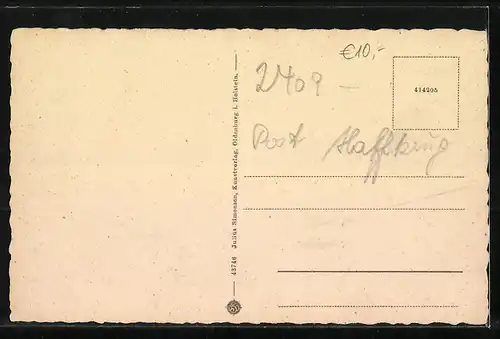 €10,-
2409 -
414205
Post Haffkrug
43746 Julius Simonsen, Kunstverlag, Oldenburg i. Holstein.